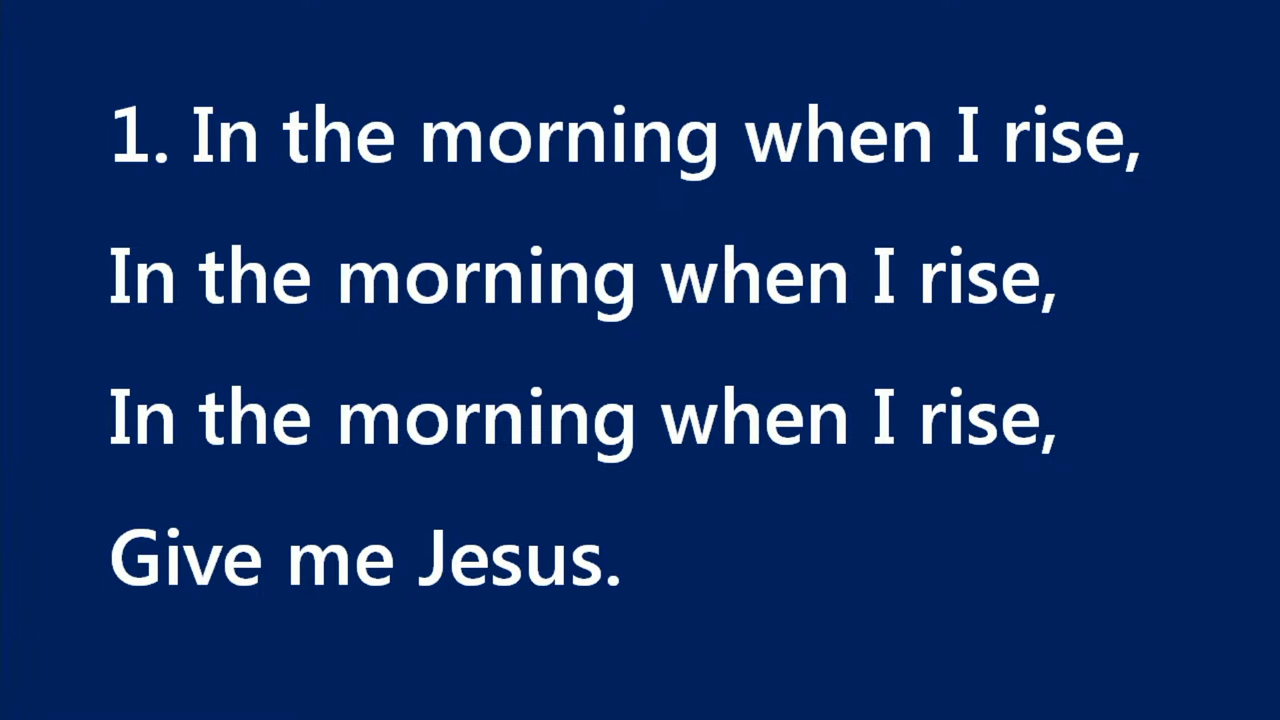 1. In the morning when I rise,
In the morning when I rise,
In the morning when I rise,
Give me Jesus.